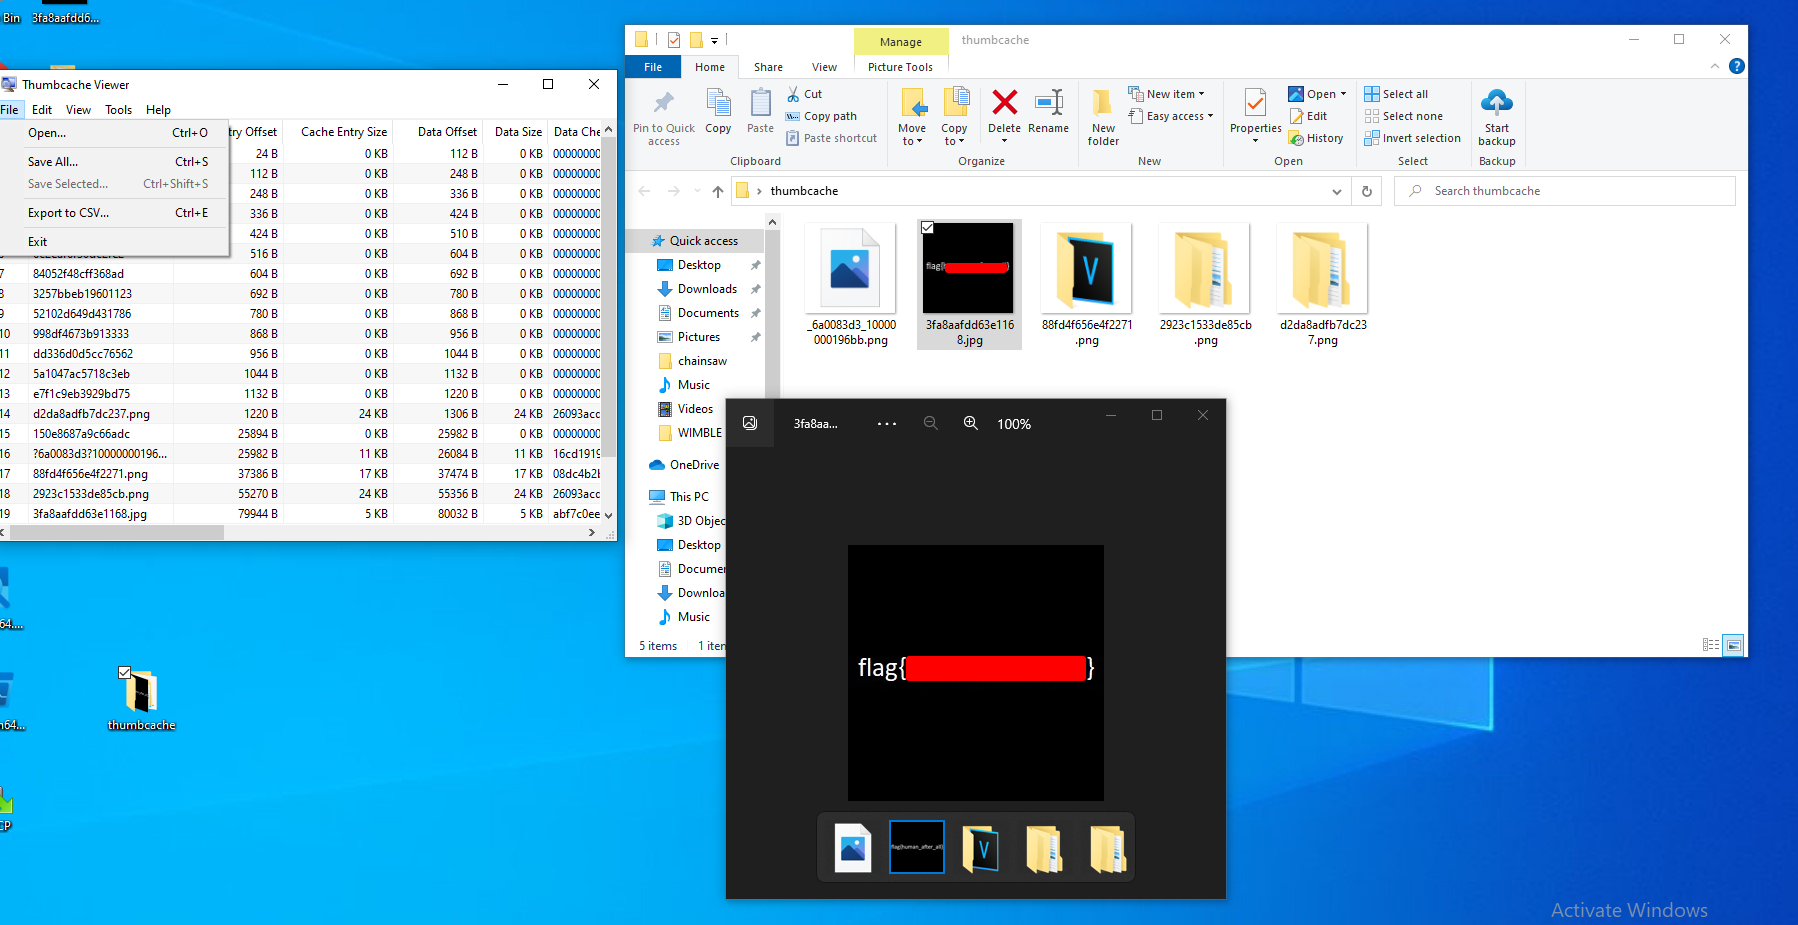 Bin
3fa8aafdd6...
Thumbcache Viewer
File Edit View Tools Help
Open... Ctrl+O
Save All... Ctrl+S
Save Selected... Ctrl+Shift+S
Export to CSV... Ctrl+E
Exit
try Offset Cache Entry Size Data Offset Data Size Data Che
24 B 0 KB 112 B 0 KB 00000000
112 B 0 KB 248 B 0 KB 00000000
248 B 0 KB 336 B 0 KB 00000000
336 B 0 KB 424 B 0 KB 00000000
424 B 0 KB 510 B 0 KB 00000000
516 B 0 KB 604 B 0 KB 00000000
7 84052f48cff368ad 604 B 0 KB 692 B 0 KB 00000000
8 3257bbeb19601123 692 B 0 KB 780 B 0 KB 00000000
9 52102d649d431786 780 B 0 KB 868 B 0 KB 00000000
10 998df4673b913333 868 B 0 KB 956 B 0 KB 00000000
11 dd336d0d5cc76562 956 B 0 KB 1044 B 0 KB 00000000
12 5a1047ac5718c3eb 1044 B 0 KB 1132 B 0 KB 00000000
13 e7f1c9eb3929bd75 1132 B 0 KB 1220 B 0 KB 00000000
14 d2da8adfb7dc237.png 1220 B 24 KB 1306 B 24 KB 26093acc
15 150e8687a9c66adc 25894 B 0 KB 25982 B 0 KB 00000000
16 ?6a0083d3?10000000196... 25982 B 11 KB 26084 B 11 KB 16cd1919
17 88fd4f656e4f2271.png 37386 B 17 KB 37474 B 17 KB 08dc4b2b
18 2923c1533de85cb.png 55270 B 24 KB 55356 B 24 KB 26093acc
19 3fa8aafdd63e1168.jpg 79944 B 5 KB 80032 B 5 KB abf7c0ee
64....
thumbcache
n64...
CP
Manage thumbcache
File Home Share View Picture Tools
Pin to Quick access
Copy
Paste
Cut
Copy path
Paste shortcut
Clipboard
Move to
Copy to
Delete
Rename
Organize
New folder
New item
Easy access
New
Properties
Open
Edit
History
Open
Select all
Select none
Invert selection
Select
Start backup
Backup
thumbcache
Search thumbcache
Quick access
Desktop
Downloads
Documents
Pictures
chainsaw
Music
Videos
WIMBLE
OneDrive
This PC
3D Objec
Desktop
Documer
Downloa
Music
flag{
_6a0083d3_10000
000196bb.png
3fa8aafdd63e116
8.jpg
88fd4f656e4f2271
.png
2923c1533de85cb
.png
d2da8adfb7dc23
7.png
5 items 1 iten
3fa8aa... ... 100%
flag{ }
flag{human_after_all}
V
V
Activate Windows